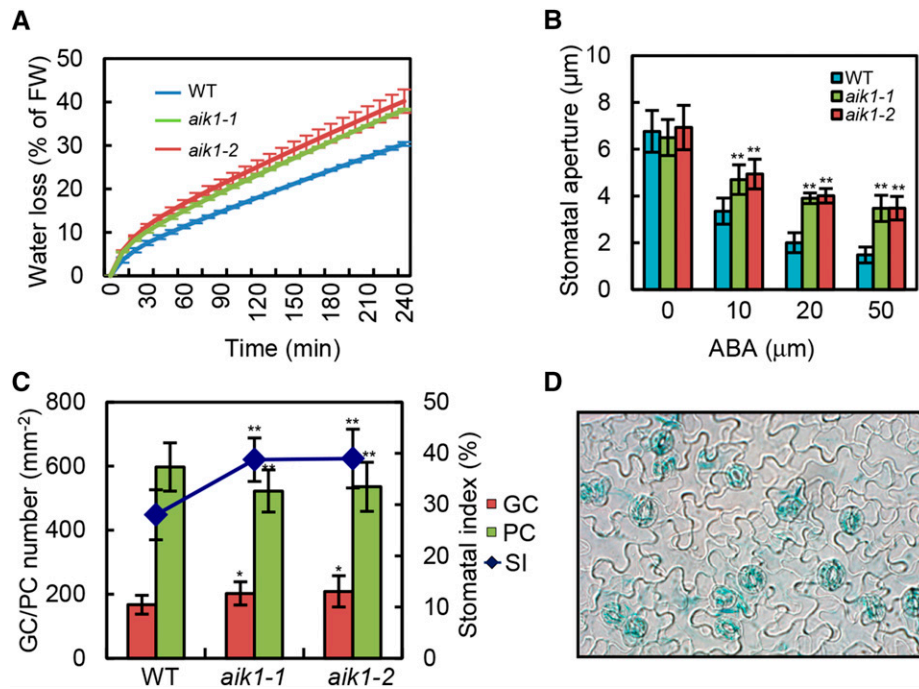 A
Water loss (% of FW)
50
40
30
20
10
0
WT
aik1-1
aik1-2
0
30
60
90
120
150
180
210
240
Time (min)
B
Stomatal aperture (μm)
10
8
6
4
2
0
WT
aik1-1
aik1-2
** **
** **
** **
0 10 20 50
ABA (μm)
C
GC/PC number (mm-2)
800
600
400
200
0
50
40
30
20
10
0
Stomatal index (%)
**
**
*
**
**
*
GC
PC
SI
WT aik1-1 aik1-2
D